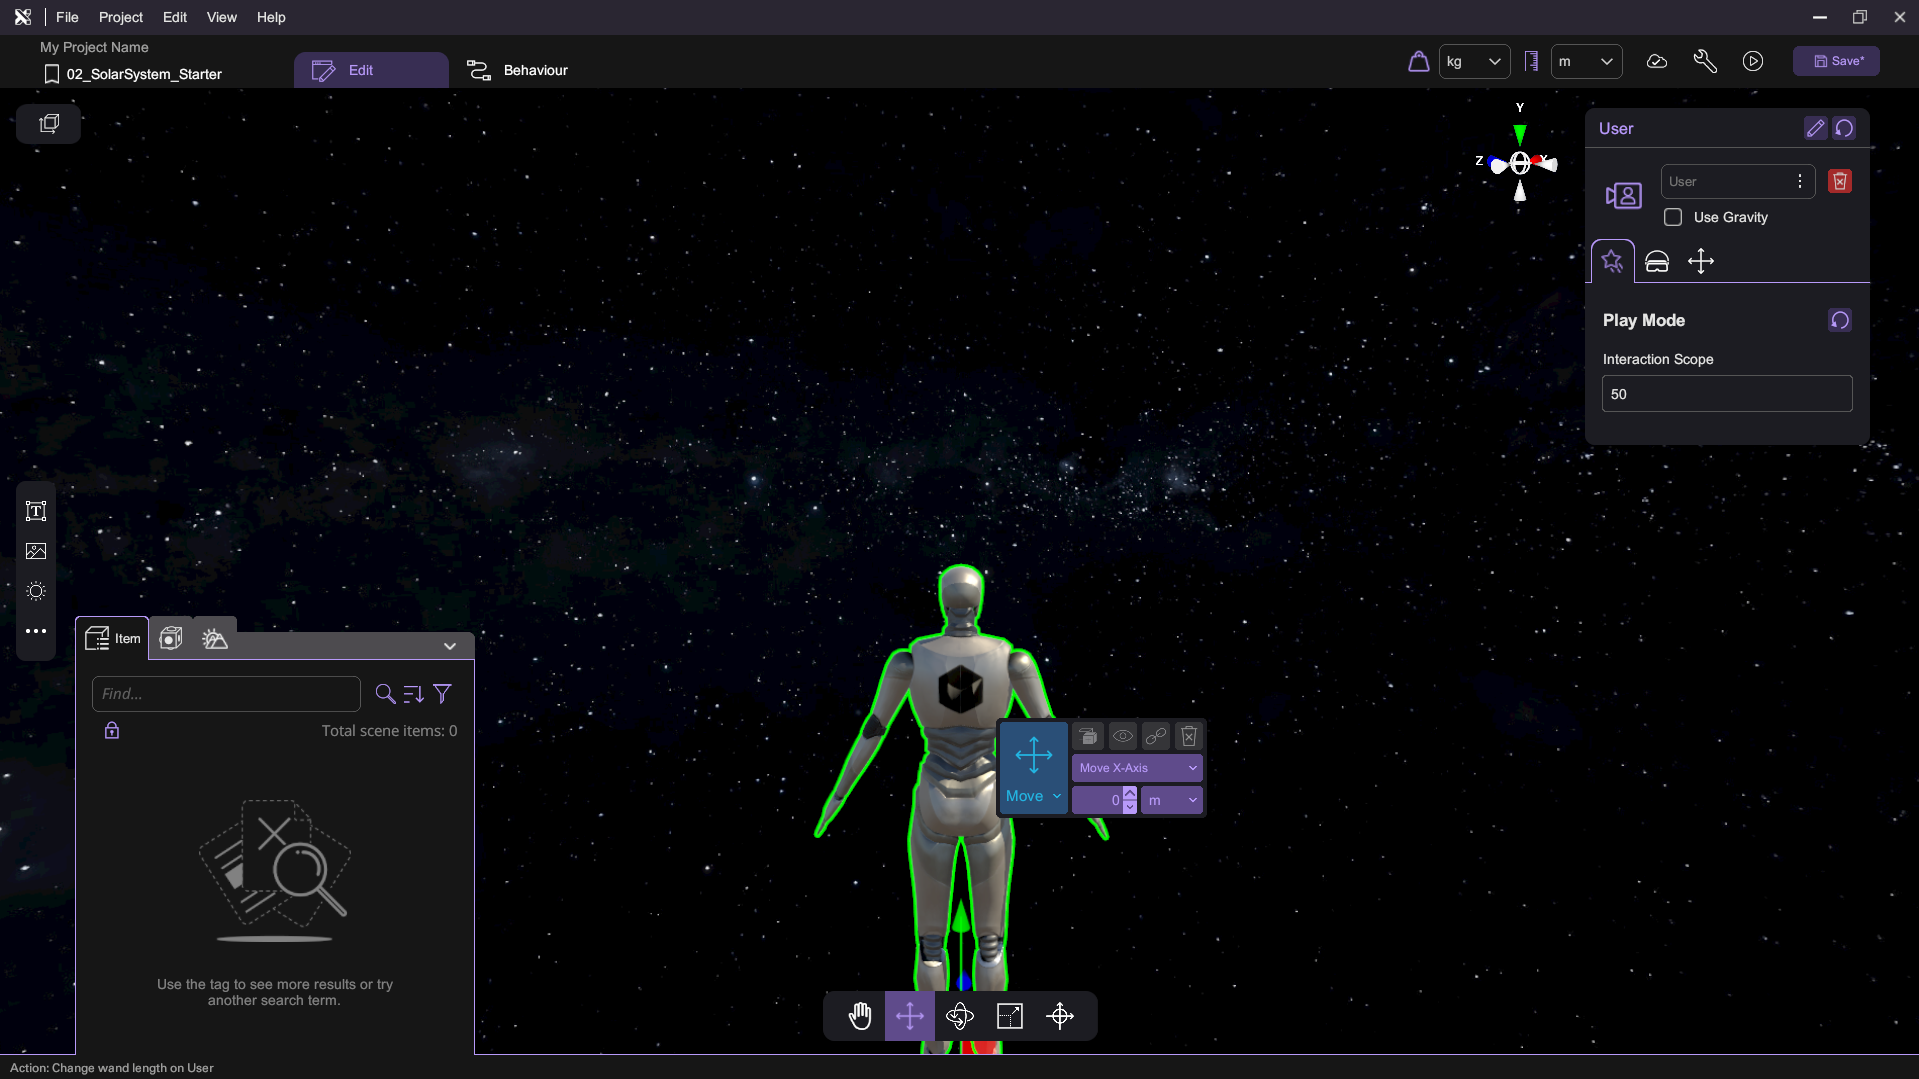 File Project Edit View Help
My Project Name
02_SolarSystem_Starter
Edit
Behaviour
kg
m
Save*
Y
Z
X
User
User
Use Gravity
Play Mode
Interaction Scope
50
T
Item
Find...
Total scene items: 0
Use the tag to see more results or try
another search term.
Move
Move X-Axis
0
m
Action: Change wand length on User